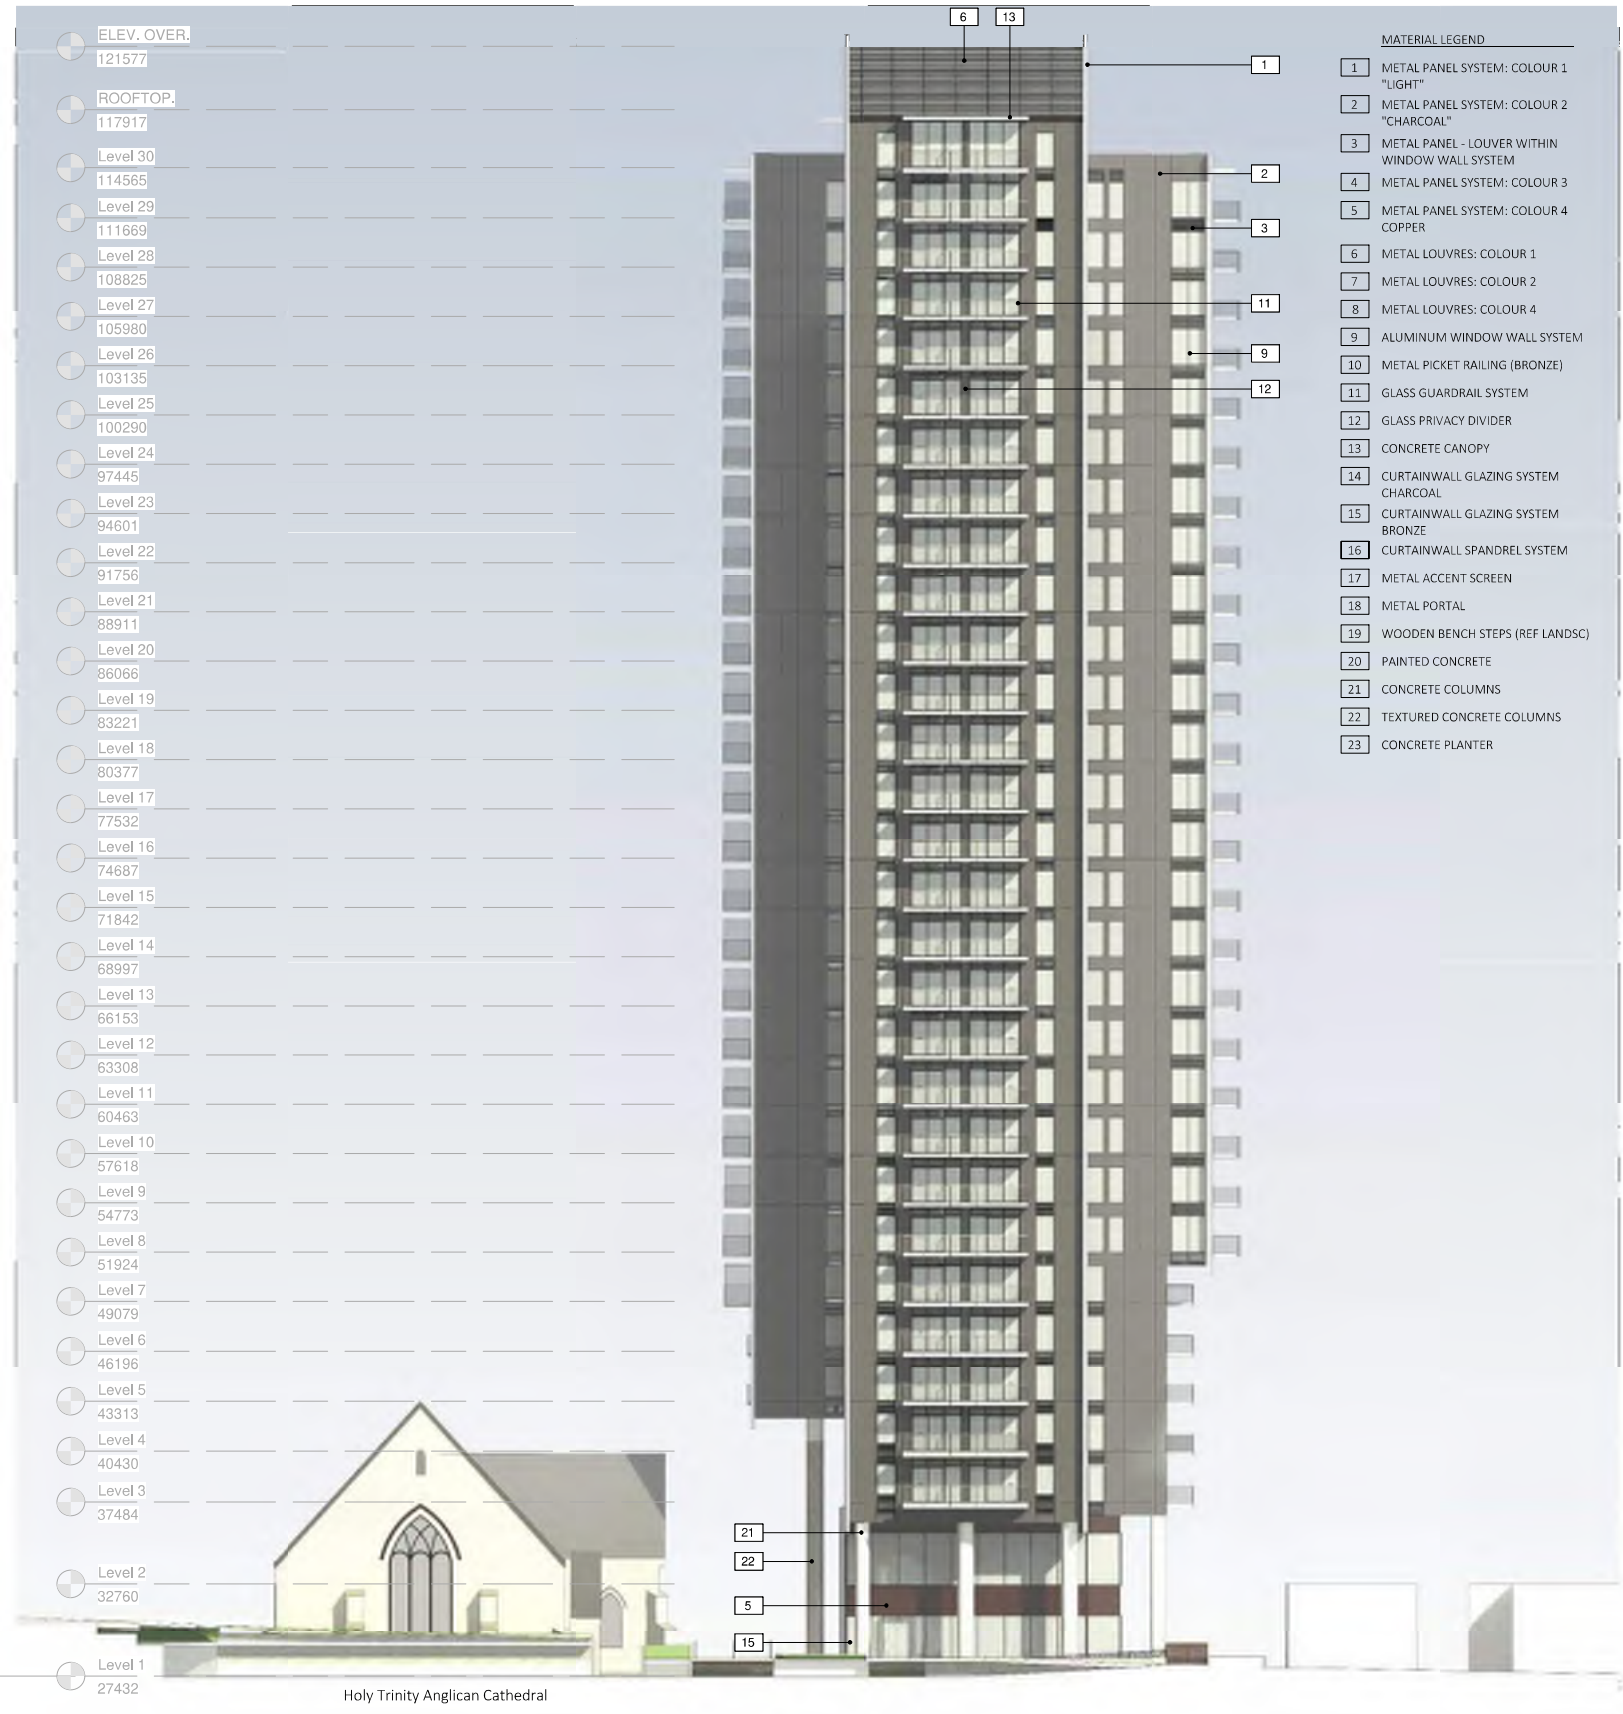 ELEV. OVER.
121577
ROOFTOP.
117917
Level 30
114565
Level 29
111669
Level 28
108825
Level 27
105980
Level 26
103135
Level 25
100290
Level 24
97445
Level 23
94601
Level 22
91756
Level 21
88911
Level 20
86066
Level 19
83221
Level 18
80377
Level 17
77532
Level 16
74687
Level 15
71842
Level 14
68997
Level 13
66153
Level 12
63308
Level 11
60463
Level 10
57618
Level 9
54773
Level 8
51924
Level 7
49079
Level 6
46196
Level 5
43313
Level 4
40430
Level 3
37484
Level 2
32760
Level 1
27432
Holy Trinity Anglican Cathedral
6 13
1
2
3
11
9
12
21
22
5
15
MATERIAL LEGEND
1 METAL PANEL SYSTEM: COLOUR 1
"LIGHT"
2 METAL PANEL SYSTEM: COLOUR 2
"CHARCOAL"
3 METAL PANEL - LOUVER WITHIN
WINDOW WALL SYSTEM
4 METAL PANEL SYSTEM: COLOUR 3
5 METAL PANEL SYSTEM: COLOUR 4
COPPER
6 METAL LOUVRES: COLOUR 1
7 METAL LOUVRES: COLOUR 2
8 METAL LOUVRES: COLOUR 4
9 ALUMINUM WINDOW WALL SYSTEM
10 METAL PICKET RAILING (BRONZE)
11 GLASS GUARDRAIL SYSTEM
12 GLASS PRIVACY DIVIDER
13 CONCRETE CANOPY
14 CURTAINWALL GLAZING SYSTEM
CHARCOAL
15 CURTAINWALL GLAZING SYSTEM
BRONZE
16 CURTAINWALL SPANDREL SYSTEM
17 METAL ACCENT SCREEN
18 METAL PORTAL
19 WOODEN BENCH STEPS (REF LANDSC)
20 PAINTED CONCRETE
21 CONCRETE COLUMNS
22 TEXTURED CONCRETE COLUMNS
23 CONCRETE PLANTER